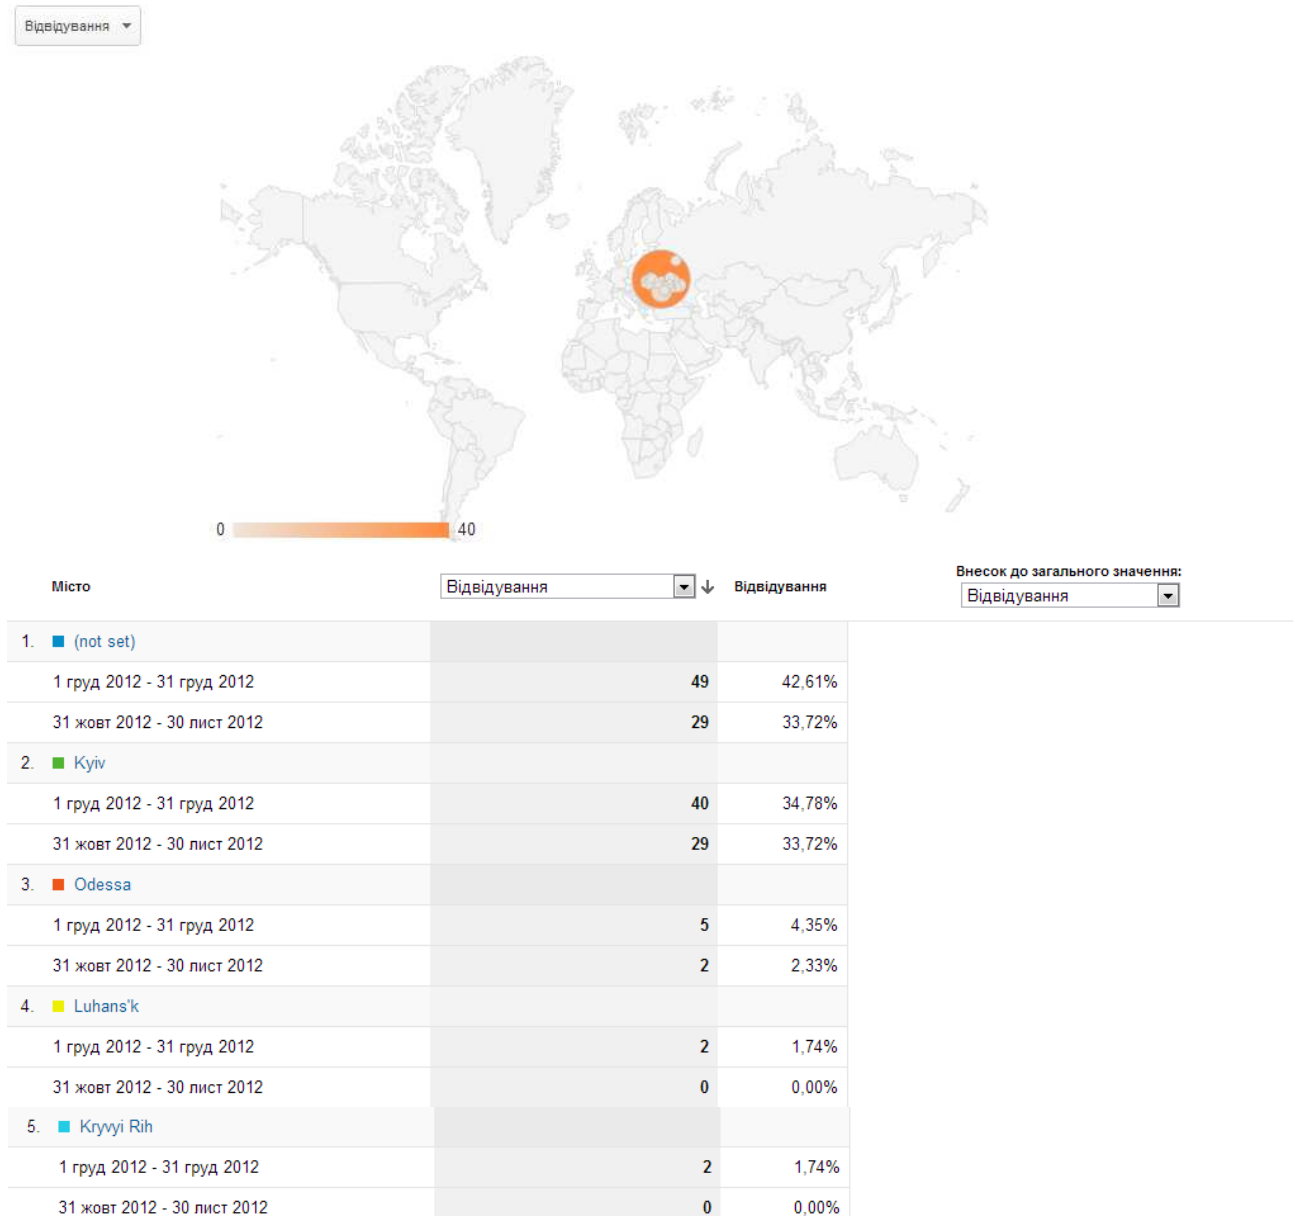 Відвідування
0 40
Внесок до загального значення:
Місто Відвідування Відвідування Відвідування
1. (not set)
1 груд 2012 - 31 груд 2012 49 42,61%
31 жовт 2012 - 30 лист 2012 29 33,72%
2. Kyiv
1 груд 2012 - 31 груд 2012 40 34,78%
31 жовт 2012 - 30 лист 2012 29 33,72%
3. Odessa
1 груд 2012 - 31 груд 2012 5 4,35%
31 жовт 2012 - 30 лист 2012 2 2,33%
4. Luhans'k
1 груд 2012 - 31 груд 2012 2 1,74%
31 жовт 2012 - 30 лист 2012 0 0,00%
5. Kryvyi Rih
1 груд 2012 - 31 груд 2012 2 1,74%
31 жовт 2012 - 30 лист 2012 0 0,00%